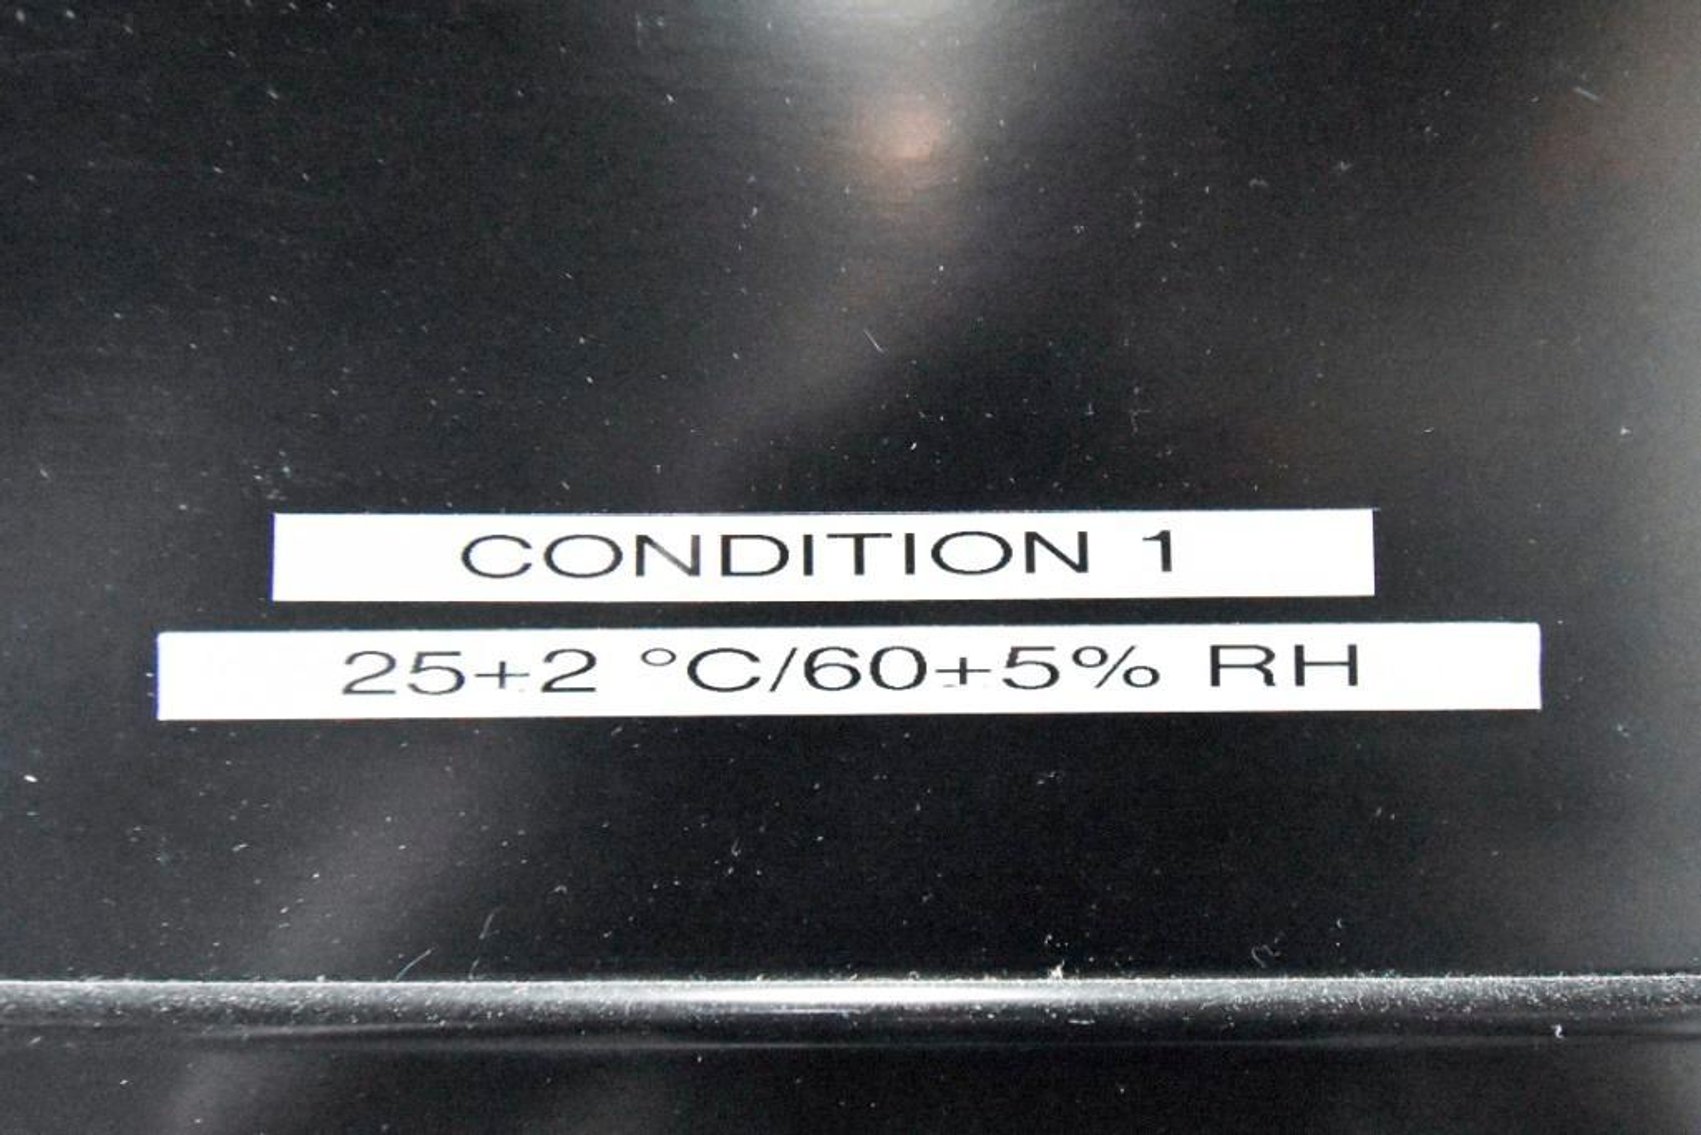 CONDITION 1
25+2 °C/60+5% RH